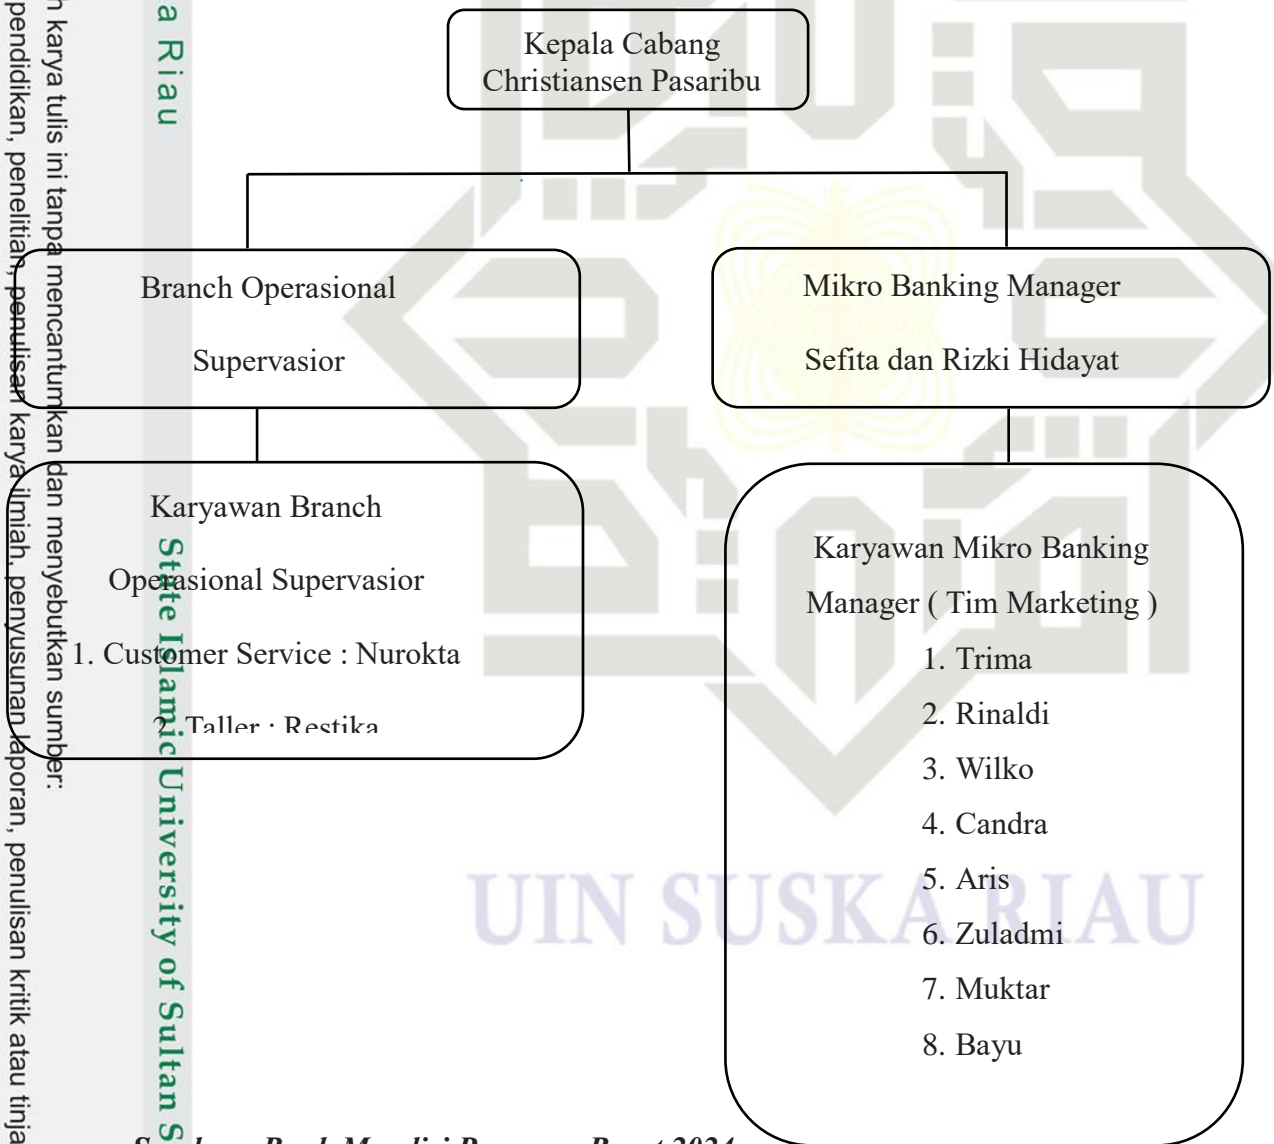 Kepala Cabang
Christiansen Pasaribu
Branch Operasional
Supervasior
Mikro Banking Manager
Sefita dan Rizki Hidayat
Karyawan Branch
Operasional Supervasior
1. Customer Service : Nurokta
2. Taller : Restika
Karyawan Mikro Banking
Manager ( Tim Marketing )
1. Trima
2. Rinaldi
3. Wilko
4. Candra
5. Aris
6. Zuladmi
7. Muktar
8. Bayu
UIN SUSKA RIAU
a Riau
State Islamic University of Sultan S
h karya tulis ini tanpa mencantumkan dan menyebutkan sumber:
pendidikan, penelitian, penulisan karya ilmiah, penyusunan laporan, penulisan kritik atau tinja